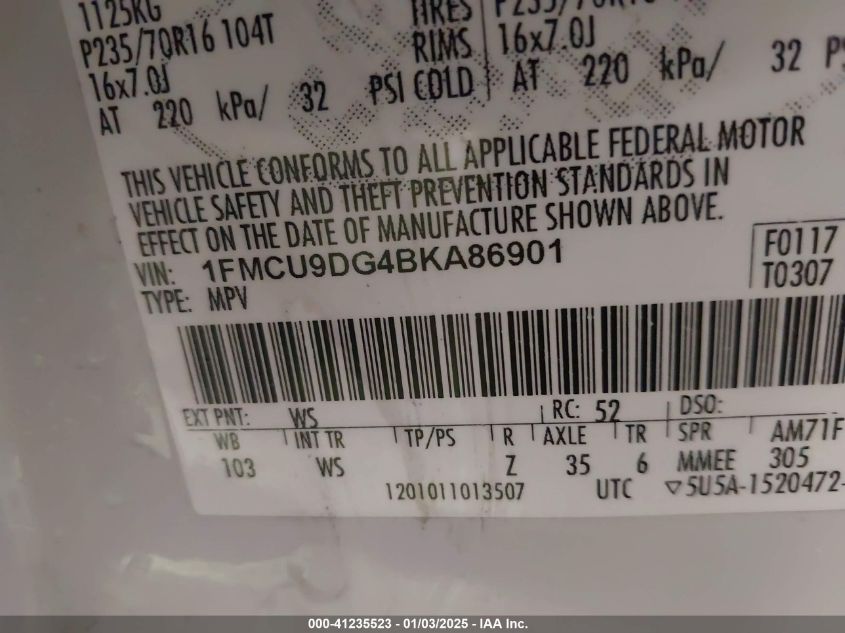 1125KG
P235/70R16 104T
16x7.0J
AT 220 kPa/ 32 PSI COLD
TIRES
RIMS 16x7.0J
AT 220 kPa/ 32 PS
THIS VEHICLE CONFORMS TO ALL APPLICABLE FEDERAL MOTOR
VEHICLE SAFETY AND THEFT PREVENTION STANDARDS IN
EFFECT ON THE DATE OF MANUFACTURE SHOWN ABOVE.
VIN: 1FMCU9DG4BKA86901
F0117
TYPE: MPV
T0307
EXT PNT: WS RC: 52 DSO:
WB INT TR TP/PS R AXLE TR SPR AM71F
103 WS Z 35 6 MMEE 305
1201011013507 UTC ▽5U5A-1520472-
000-41235523 - 01/03/2025 - IAA Inc.